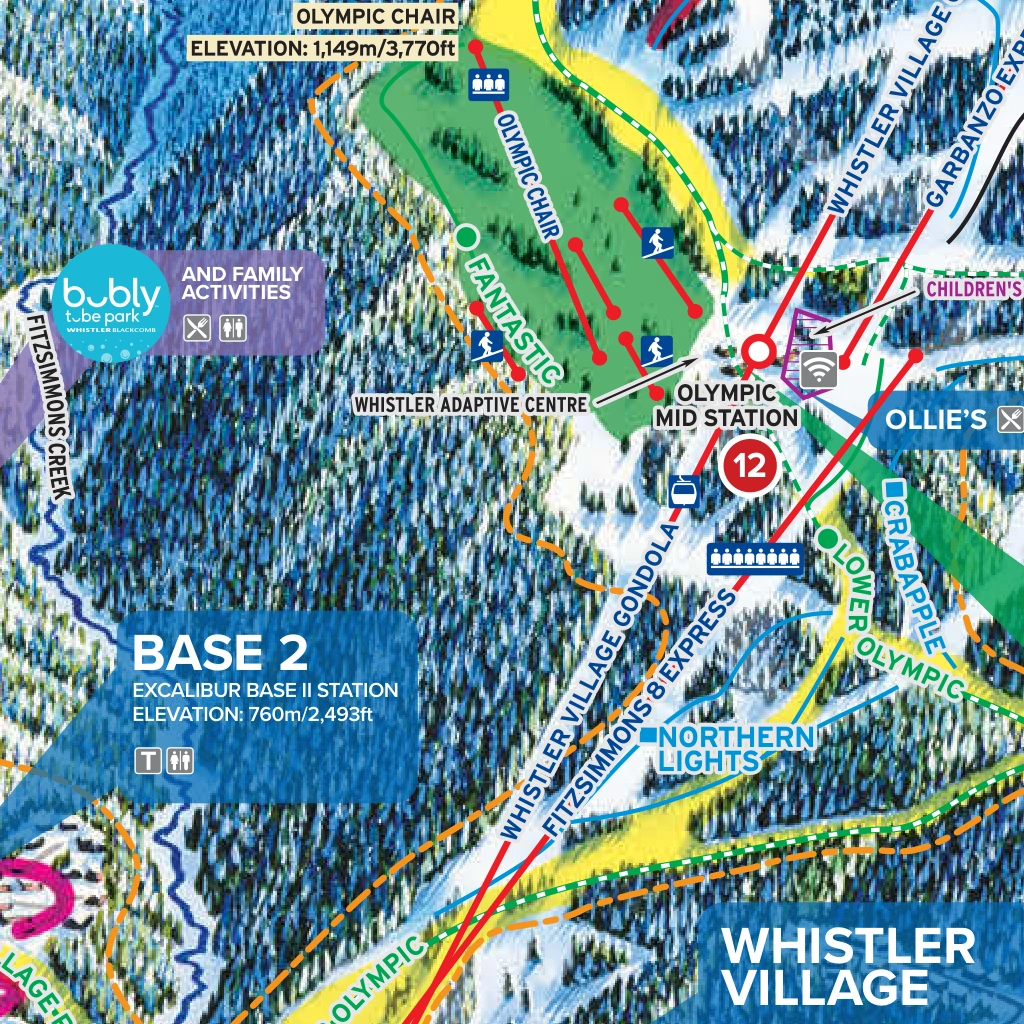 OLYMPIC CHAIR
ELEVATION: 1,149m/3,770ft
WHISTLER VILLAGE
GARBANZO EXP
OLYMPIC CHAIR
bubly
tube park
WHISTLER BLACKCOMB
AND FAMILY
ACTIVITIES
FANTASTIC
CHILDREN'S
FITZSIMMONS CREEK
WHISTLER ADAPTIVE CENTRE
OLYMPIC
MID STATION
12
OLLIE'S
CRABAPPLE
LOWER OLYMPIC
WHISTLER VILLAGE GONDOLA
FITZSIMMONS 8 EXPRESS
BASE 2
EXCALIBUR BASE II STATION
ELEVATION: 760m/2,493ft
T
NORTHERN
LIGHTS
OLYMPIC
WHISTLER
VILLAGE